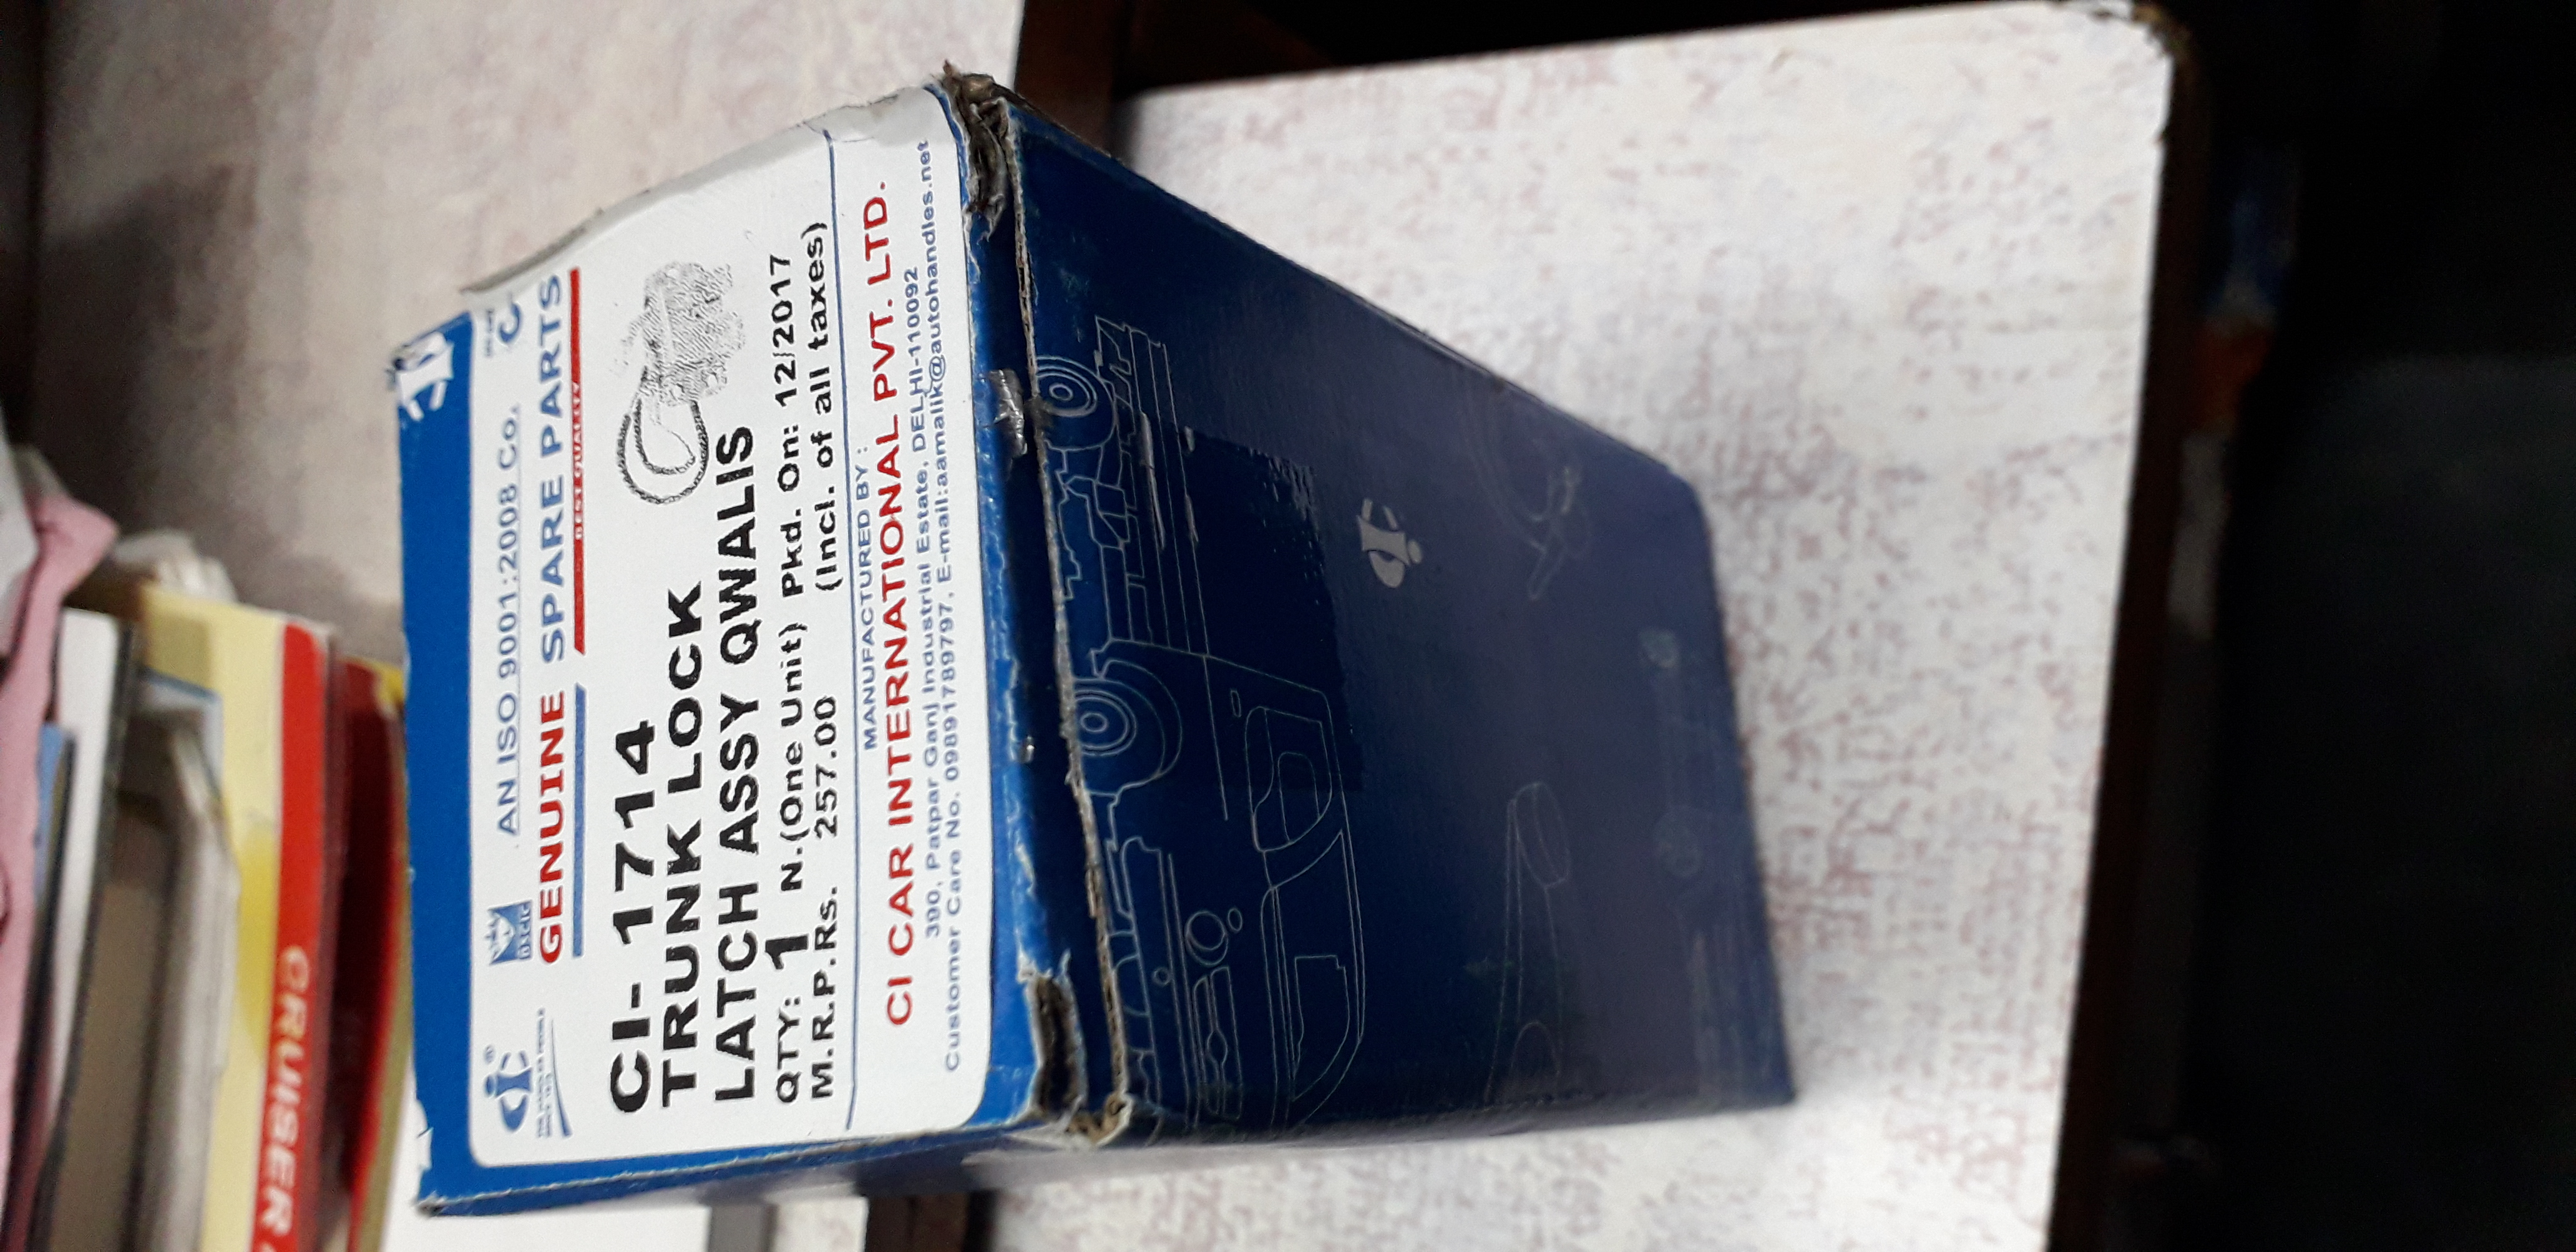 AN ISO 9001:2008 Co.
GENUINE SPARE PARTS
BEST QUALITY
CI- 1714
TRUNK LOCK
LATCH ASSY QWALIS
QTY: 1 N.(One Unit) Pkd. On: 12/2017
M.R.P.Rs. 257.00 (Incl. of all taxes)
MANUFACTURED BY:
CI CAR INTERNATIONAL PVT. LTD.
390, Patpar Ganj Industrial Estate, DELHI-110092
Customer Care No. 09891789797, E-mail:aamalik@autohandles.net
CRUISER